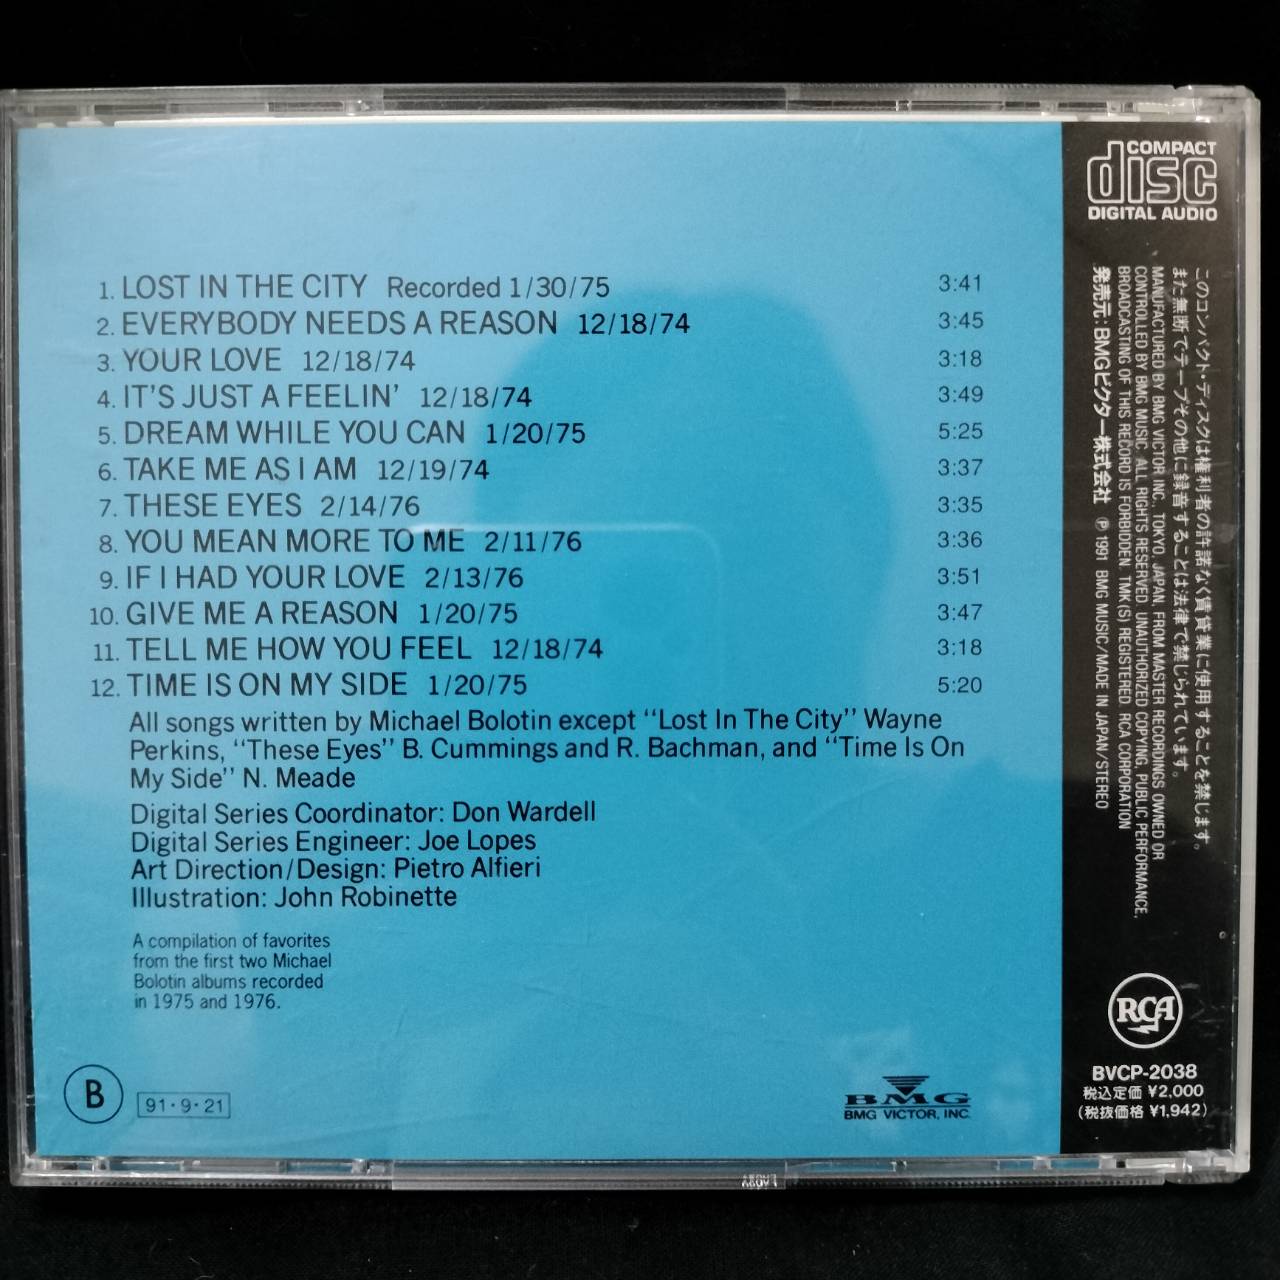 1. LOST IN THE CITY Recorded 1/30/75 3:41
2. EVERYBODY NEEDS A REASON 12/18/74 3:45
3. YOUR LOVE 12/18/74 3:18
4. IT'S JUST A FEELIN' 12/18/74 3:49
5. DREAM WHILE YOU CAN 1/20/75 5:25
6. TAKE ME AS I AM 12/19/74 3:37
7. THESE EYES 2/14/76 3:35
8. YOU MEAN MORE TO ME 2/11/76 3:36
9. IF I HAD YOUR LOVE 2/13/76 3:51
10. GIVE ME A REASON 1/20/75 3:47
11. TELL ME HOW YOU FEEL 12/18/74 3:18
12. TIME IS ON MY SIDE 1/20/75 5:20
All songs written by Michael Bolotin except "Lost In The City" Wayne
Perkins, "These Eyes" B. Cummings and R. Bachman, and "Time Is On
My Side" N. Meade
Digital Series Coordinator: Don Wardell
Digital Series Engineer: Joe Lopes
Art Direction/Design: Pietro Alfieri
Illustration: John Robinette
A compilation of favorites
from the first two Michael
Bolotin albums recorded
in 1975 and 1976.
B
91・9・21
BMG
BMG VICTOR, INC.
COMPACT
disc
DIGITAL AUDIO
このコンパクト・ディスクは権利者の許諾なく賃貸業に使用することを禁じます。
また無断でテープその他に録音することは法律で禁じられています。
MANUFACTURED BY BMG VICTOR INC., TOKYO, JAPAN. FROM MASTER RECORDINGS OWNED OR
CONTROLLED BY BMG MUSIC. ALL RIGHTS RESERVED. UNAUTHORIZED COPYING, PUBLIC PERFORMANCE,
BROADCASTING OF THIS RECORD IS FORBIDDEN. TMK(S) REGISTERED. RCA CORPORATION
発売元：BMGビクター株式会社 ℗ 1991 BMG MUSIC/MADE IN JAPAN/STEREO
RCA
BVCP-2038
税込定価 ¥2,000
(税抜価格 ¥1,942)